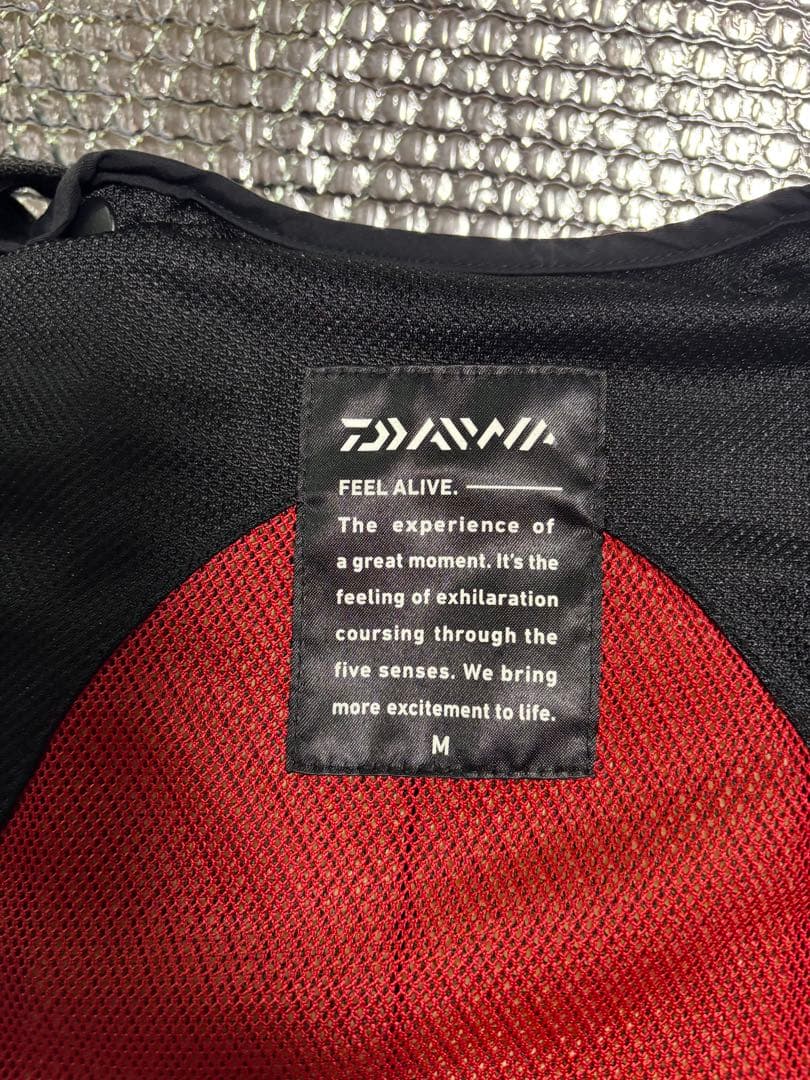 DAIWA
FEEL ALIVE.
The experience of
a great moment. It's the
feeling of exhilaration
coursing through the
five senses. We bring
more excitement to life.
M